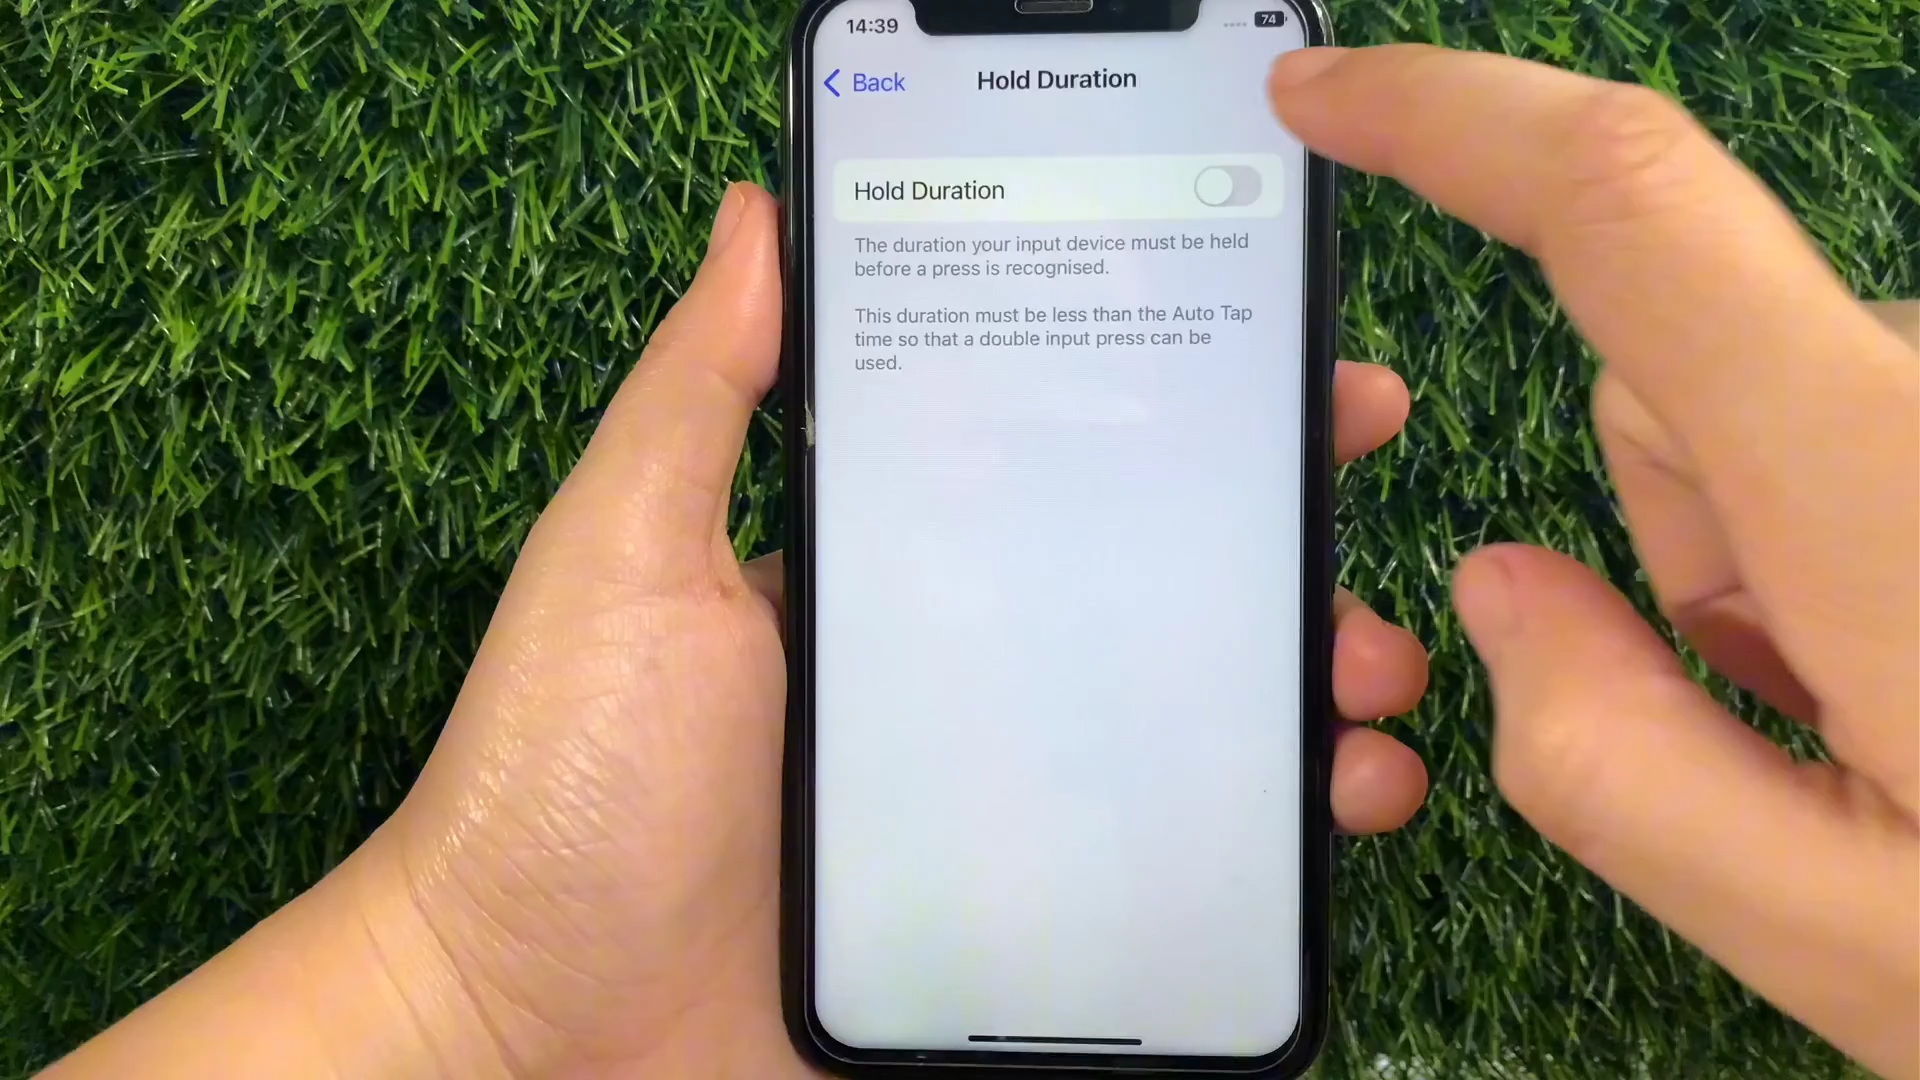 14:39
74
Back
Hold Duration
Hold Duration
The duration your input device must be held
before a press is recognised.
This duration must be less than the Auto Tap
time so that a double input press can be
used.